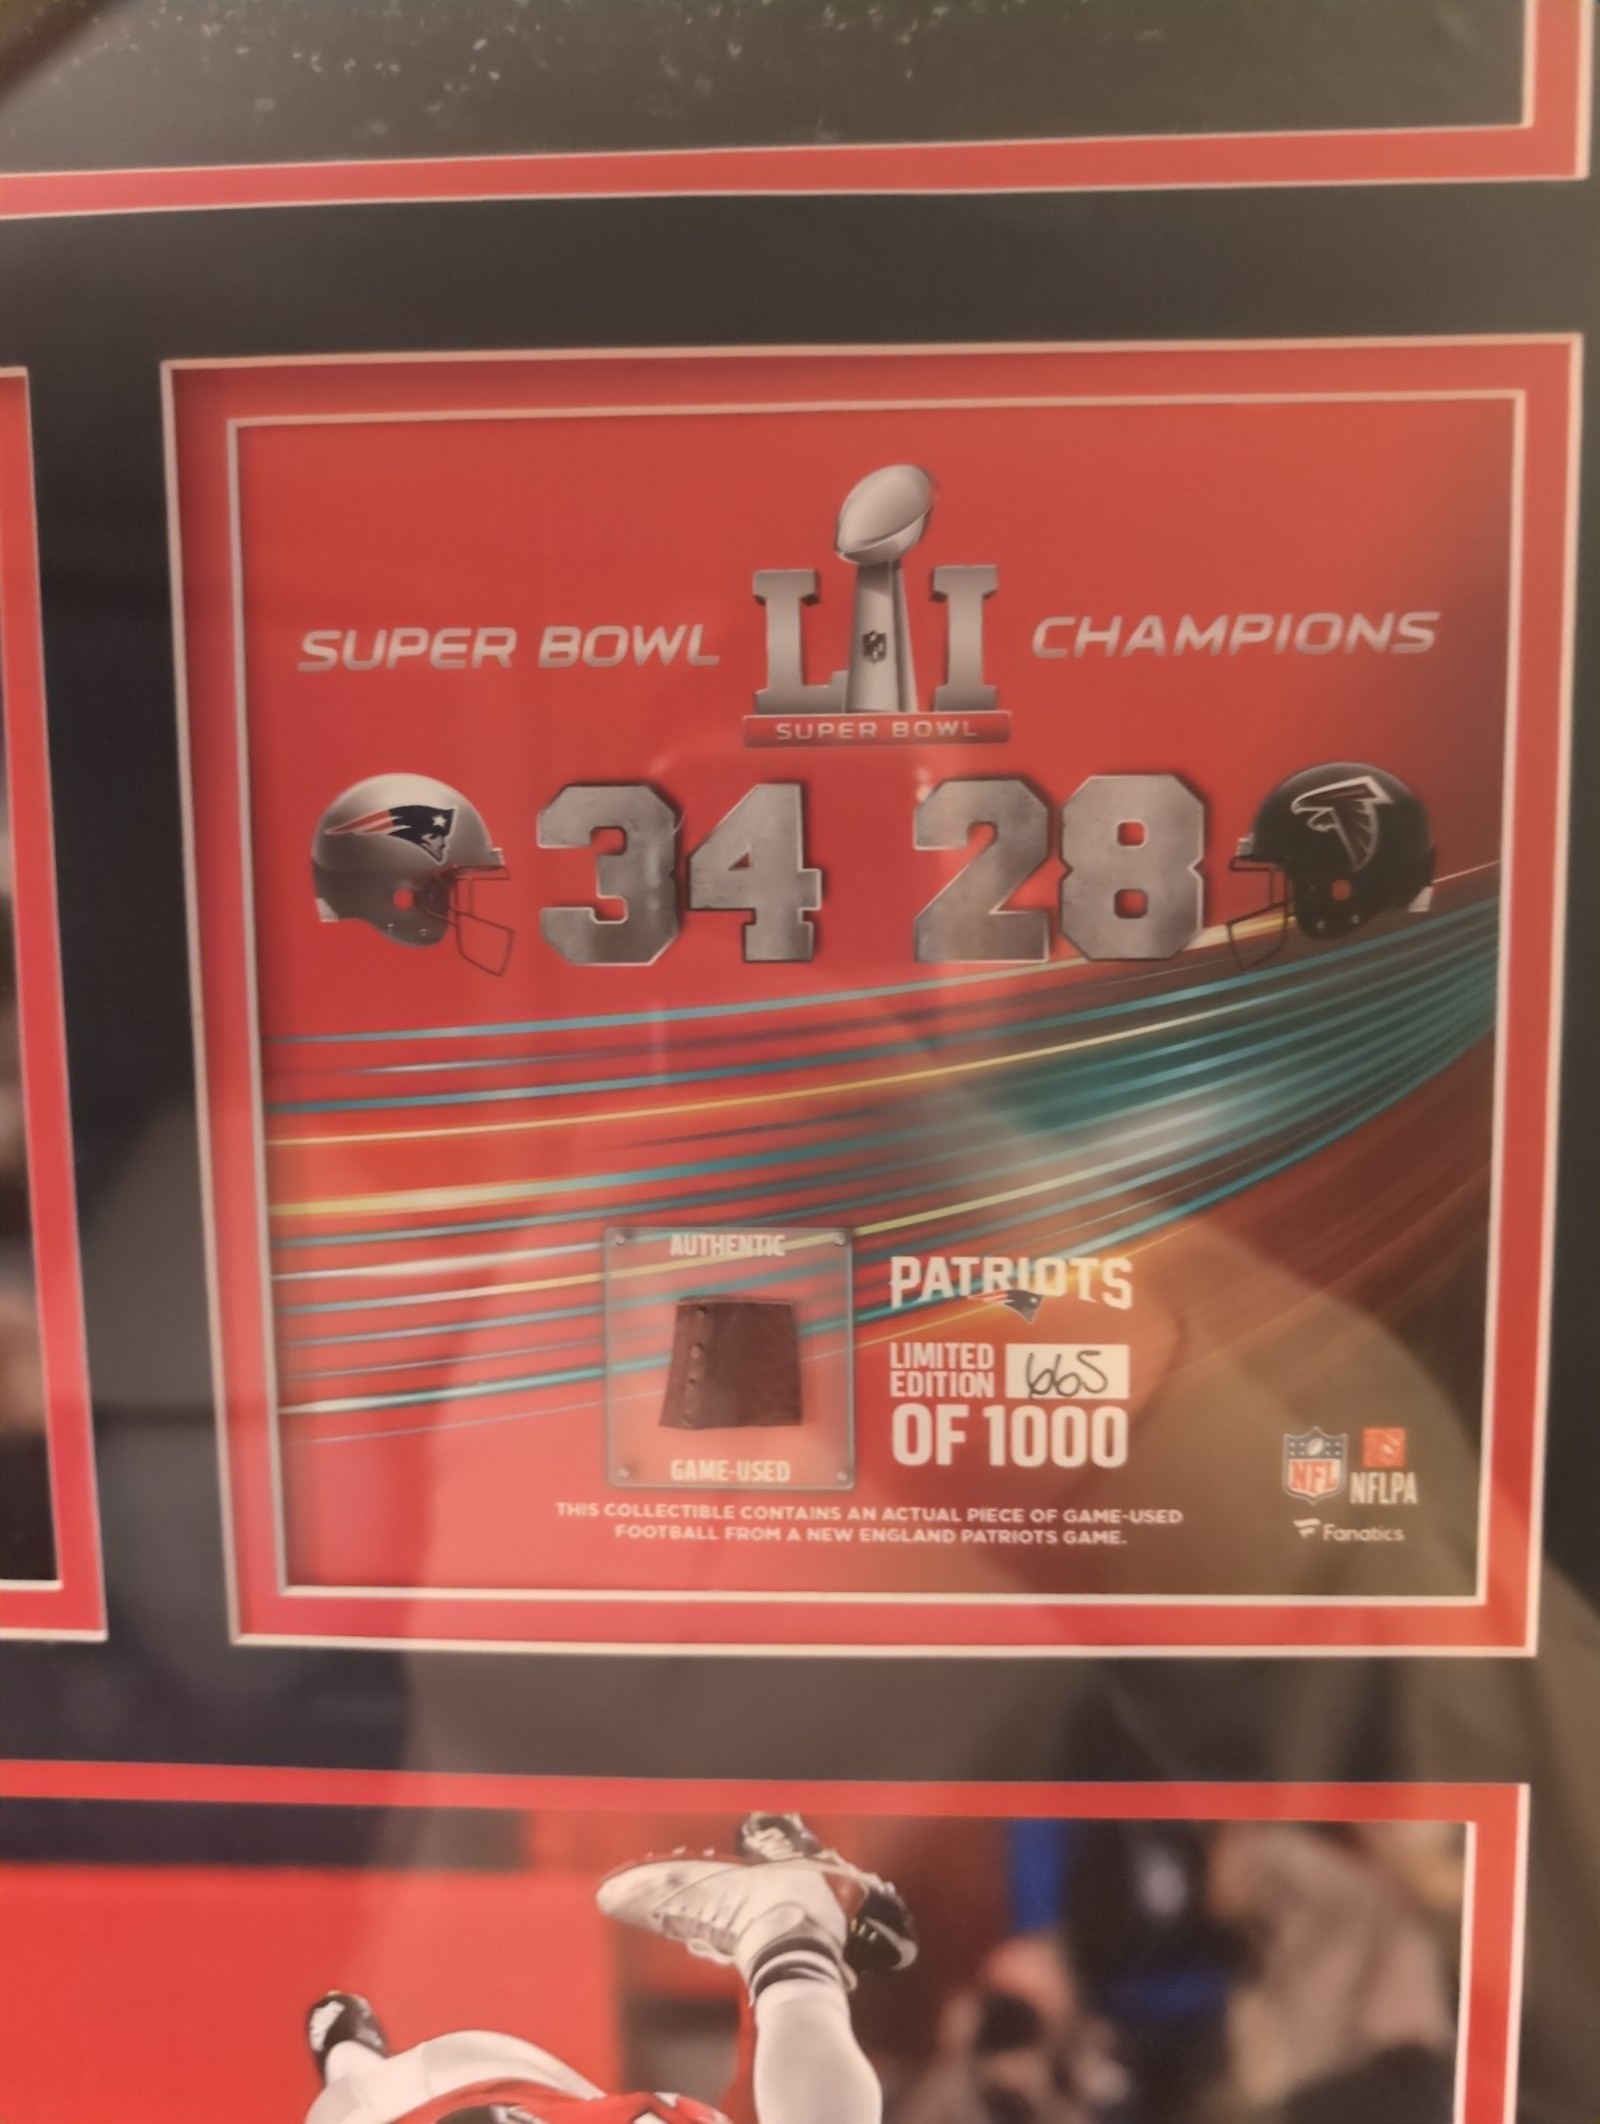 SUPER BOWL LI CHAMPIONS
SUPER BOWL
34 28
AUTHENTIC
GAME-USED
PATRIOTS
LIMITED
EDITION 665
OF 1000
THIS COLLECTIBLE CONTAINS AN ACTUAL PIECE OF GAME-USED
FOOTBALL FROM A NEW ENGLAND PATRIOTS GAME.
NFL
NFLPA
Fanatics